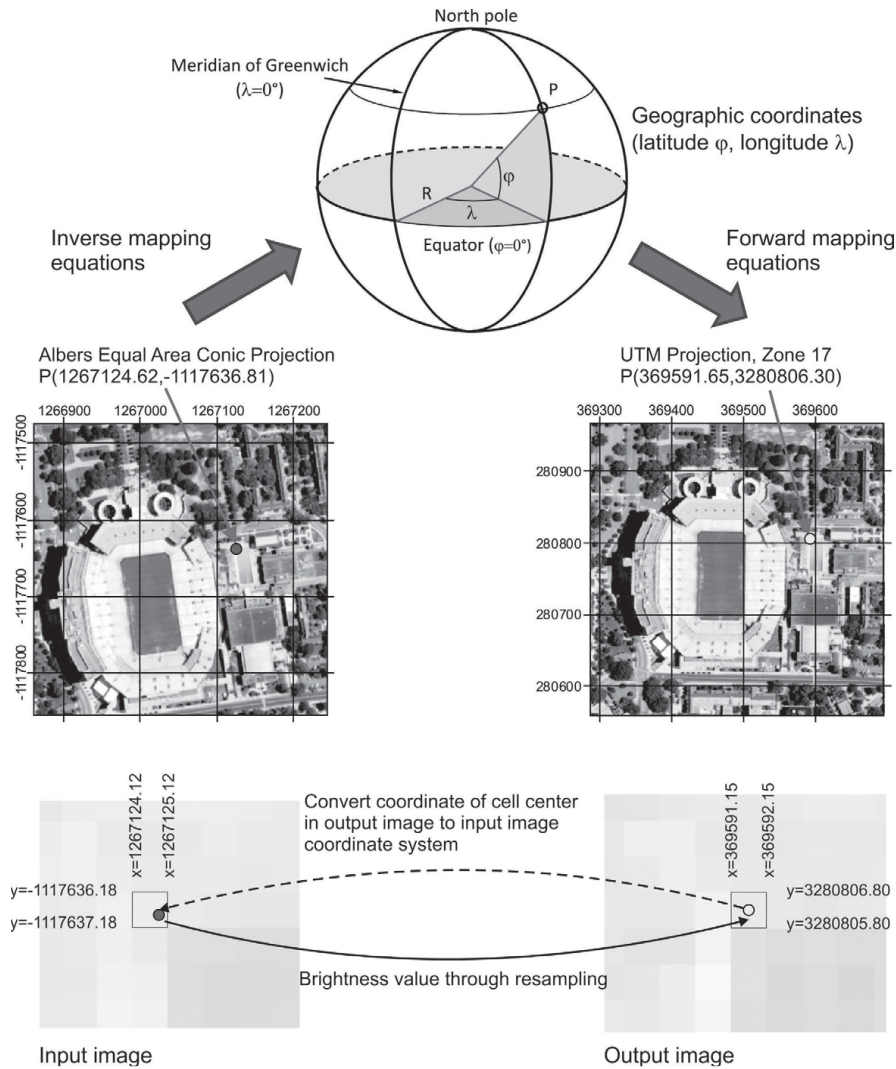 North pole
Meridian of Greenwich
(λ=0°)
P
Geographic coordinates
(latitude φ, longitude λ)
φ
R
λ
Equator (φ=0°)
Inverse mapping
equations
Forward mapping
equations
Albers Equal Area Conic Projection
P(1267124.62,-1117636.81)
UTM Projection, Zone 17
P(369591.65,3280806.30)
1266900 1267000 1267100 1267200
-1117500
-1117600
-1117700
-1117800
369300 369400 369500 369600
280900
280800
280700
280600
x=1267124.12
x=1267125.12
y=-1117636.18
y=-1117637.18
Convert coordinate of cell center
in output image to input image
coordinate system
x=369591.15
x=369592.15
y=3280806.80
y=3280805.80
Brightness value through resampling
Input image
Output image